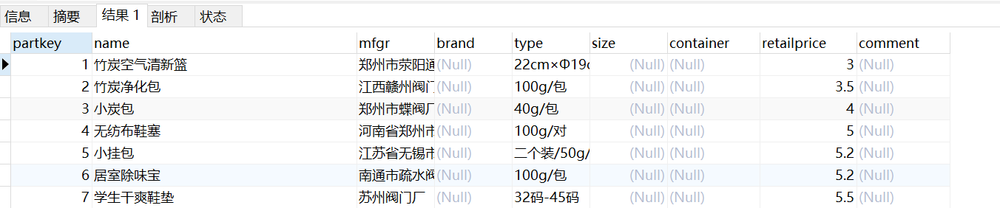 信息 摘要 结果 1 剖析 状态
partkey name mfgr brand type size container retailprice comment
1 竹炭空气清新篮 郑州市荥阳通 (Null) 22cm×Φ19c (Null) (Null) 3 (Null)
2 竹炭净化包 江西赣州阀门 (Null) 100g/包 (Null) (Null) 3.5 (Null)
3 小炭包 郑州市蝶阀厂 (Null) 40g/包 (Null) (Null) 4 (Null)
4 无纺布鞋塞 河南省郑州市 (Null) 100g/对 (Null) (Null) 5 (Null)
5 小挂包 江苏省无锡市 (Null) 二个装/50g/ (Null) (Null) 5.2 (Null)
6 居室除味宝 南通市疏水阀 (Null) 100g/包 (Null) (Null) 5.2 (Null)
7 学生干爽鞋垫 苏州阀门厂 (Null) 32码-45码 (Null) (Null) 5.5 (Null)